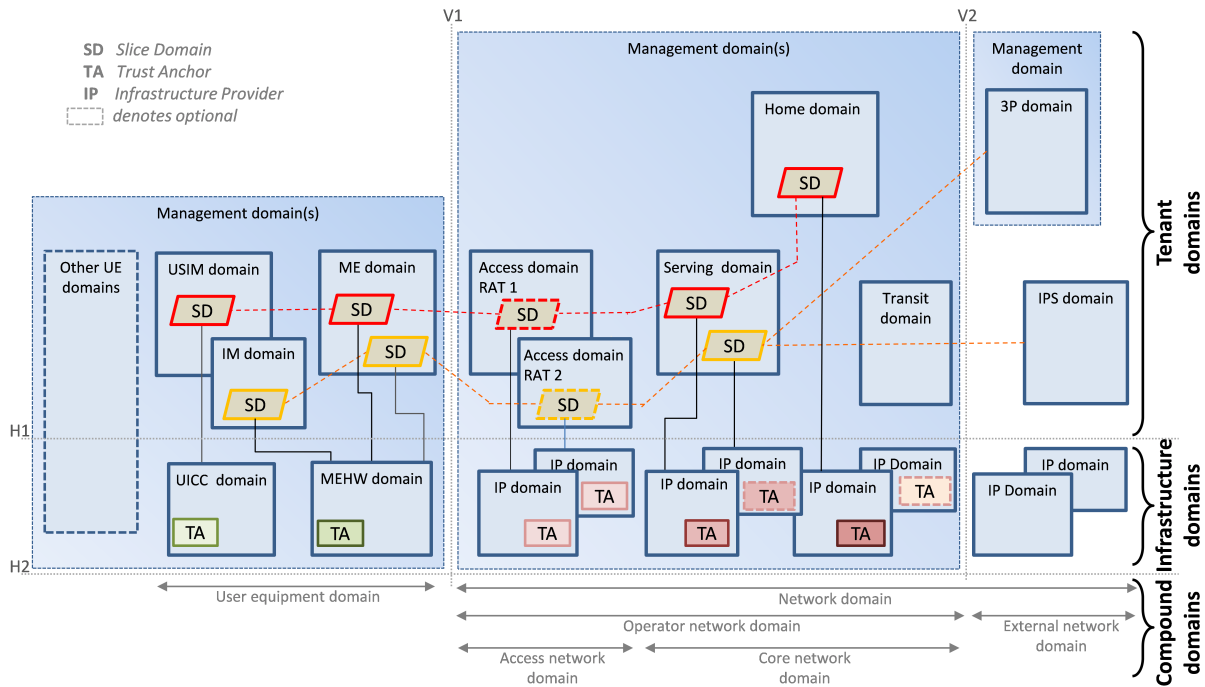 V1
V2
SD Slice Domain
TA Trust Anchor
IP Infrastructure Provider
denotes optional
Management domain(s)
Management
domain
Home domain
3P domain
SD
Management domain(s)
Other UE
domains
USIM domain
ME domain
Access domain
RAT 1
Serving domain
Transit
domain
IPS domain
SD
SD
SD
SD
IM domain
SD
Access domain
RAT 2
SD
SD
SD
Tenant
domains
H1
UICC domain
MEHW domain
IP domain
IP domain
IP domain
IP domain
IP domain
IP Domain
IP domain
IP Domain
TA
TA
TA
TA
TA
TA
TA
TA
Infrastructure
domains
H2
User equipment domain
Network domain
Operator network domain
External network
domain
Access network
domain
Core network
domain
Compound
domains